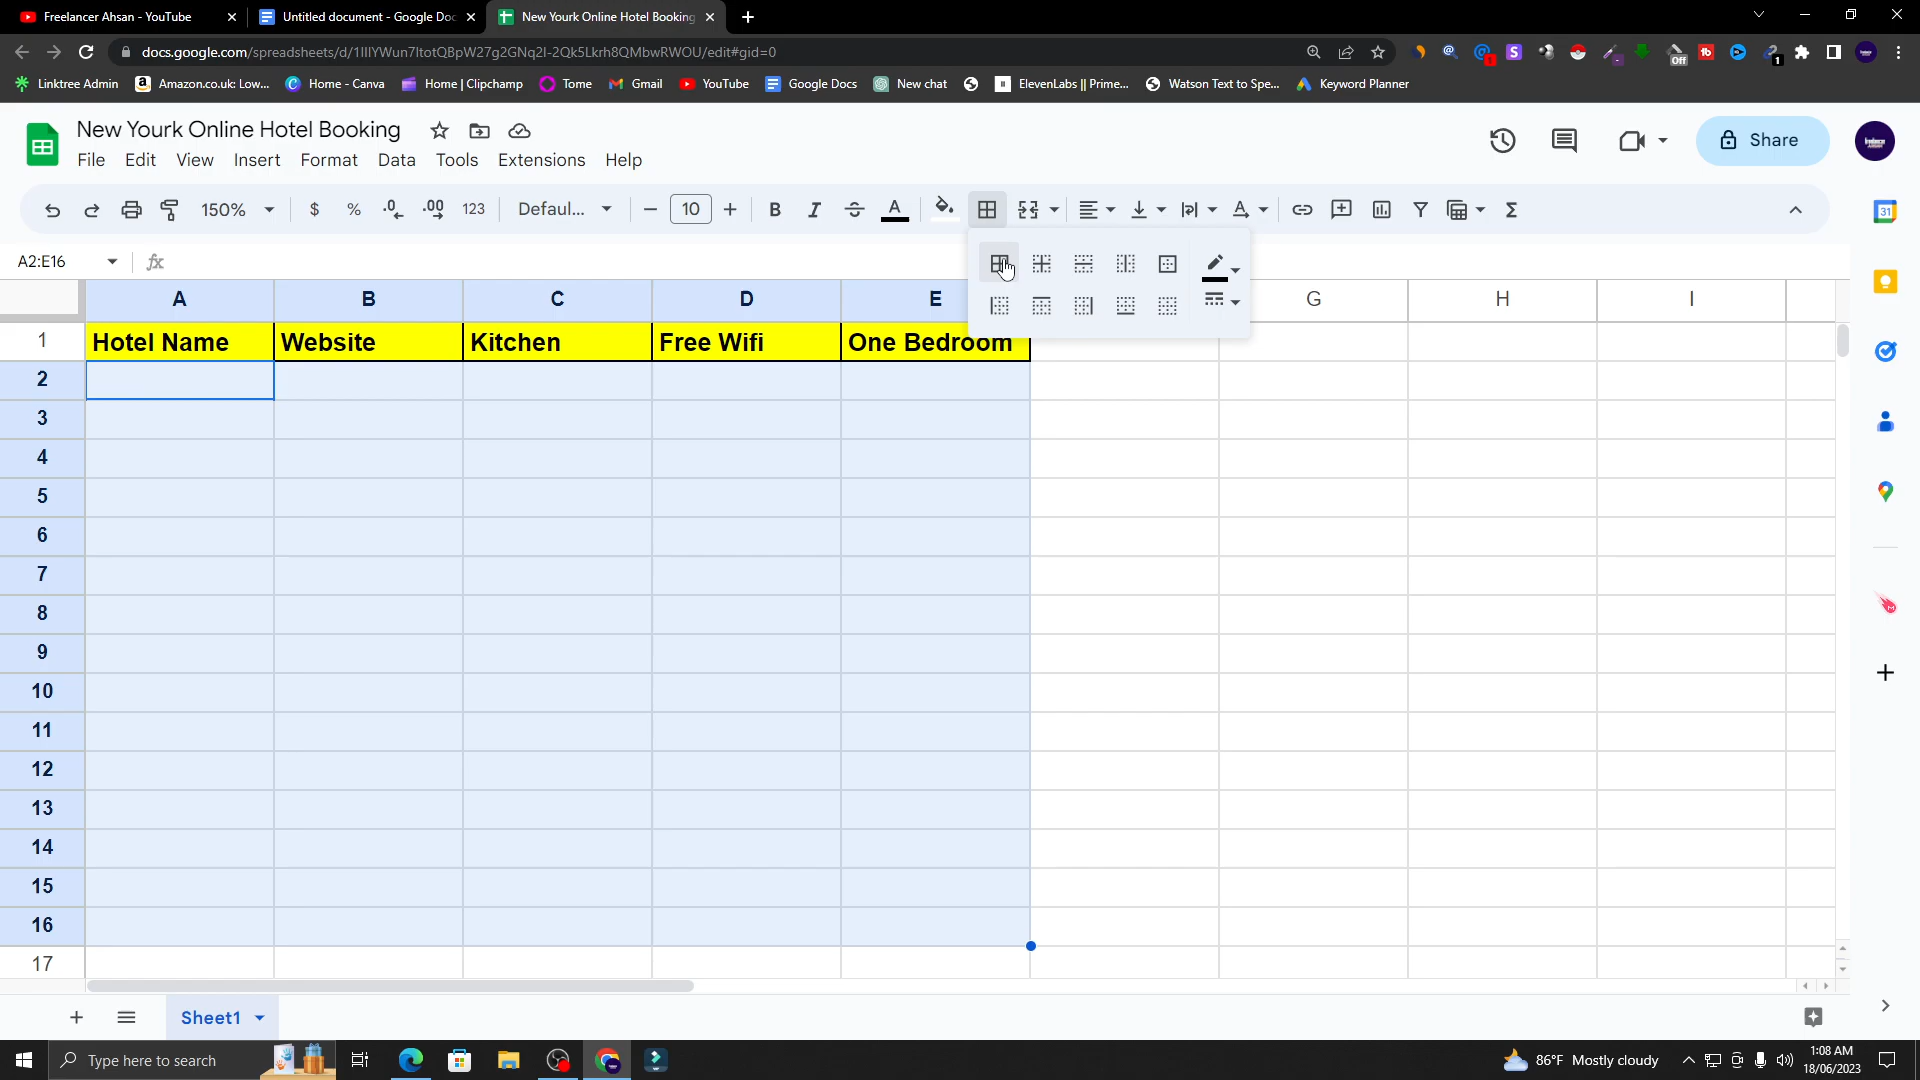 Freelancer Ahsan - YouTube
Untitled document - Google Doc
New Yourk Online Hotel Booking
docs.google.com/spreadsheets/d/1IIIYWun7ItotQBpW27g2GNq2I-2Qk5Lkrh8QMbwRWOU/edit#gid=0
Linktree Admin
Amazon.co.uk: Low...
Home - Canva
Home | Clipchamp
Tome
Gmail
YouTube
Google Docs
New chat
ElevenLabs || Prime...
Watson Text to Spe...
Keyword Planner
New Yourk Online Hotel Booking
Share
File Edit View Insert Format Data Tools Extensions Help
150% $ % .0 .00 123 Defaul... 10 B I A
A2:E16 fx
A B C D E G H I
1 Hotel Name Website Kitchen Free Wifi One Bedroom
2
3
4
5
6
7
8
9
10
11
12
13
14
15
16
17
Sheet1
Type here to search
86°F Mostly cloudy
1:08 AM
18/06/2023